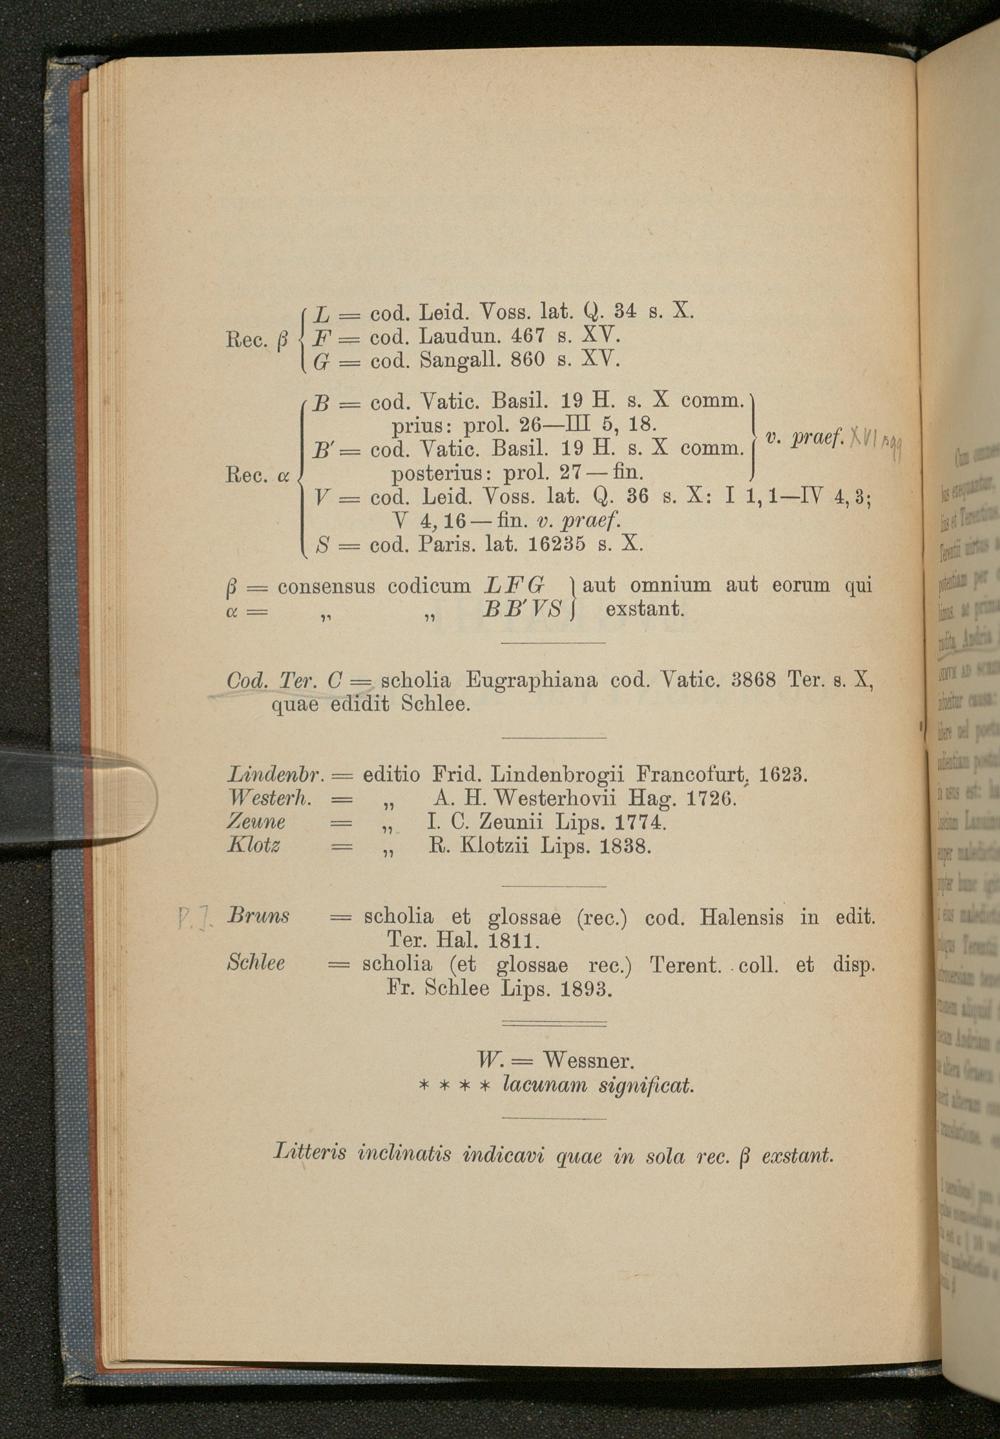 L = cod. Leid. Voss. lat. Q. 34 s. X.
Rec. β F = cod. Laudun. 467 s. XV.
G = cod. Sangall. 860 s. XV.
B = cod. Vatic. Basil. 19 H. s. X comm.
prius: prol. 26—III 5, 18.
v. praef. XVI sqq
B′ = cod. Vatic. Basil. 19 H. s. X comm.
Rec. α posterius: prol. 27—fin.
V = cod. Leid. Voss. lat. Q. 36 s. X: I 1, 1—IV 4, 3;
V 4, 16—fin. v. praef.
S = cod. Paris. lat. 16235 s. X.
β = consensus codicum LFG } aut omnium aut eorum qui
α = „ „ BB′VS } exstant.
Cod. Ter. C = scholia Eugraphiana cod. Vatic. 3868 Ter. s. X,
quae edidit Schlee.
Lindenbr. = editio Frid. Lindenbrogii Francofurt. 1623.
Westerh. = „ A. H. Westerhovii Hag. 1726.
Zeune = „ I. C. Zeunii Lips. 1774.
Klotz = „ R. Klotzii Lips. 1838.
P. J. Bruns = scholia et glossae (rec.) cod. Halensis in edit.
Ter. Hal. 1811.
Schlee = scholia (et glossae rec.) Terent. coll. et disp.
Fr. Schlee Lips. 1893.
W. = Wessner.
* * * * lacunam significat.
Litteris inclinatis indicavi quae in sola rec. β exstant.